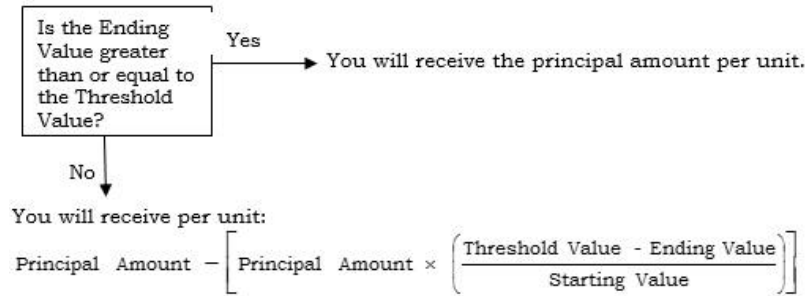 Is the Ending
Value greater
than or equal to
the Threshold
Value?
Yes
You will receive the principal amount per unit.
No
You will receive per unit:
Principal Amount − [Principal Amount × (Threshold Value - Ending Value / Starting Value)]